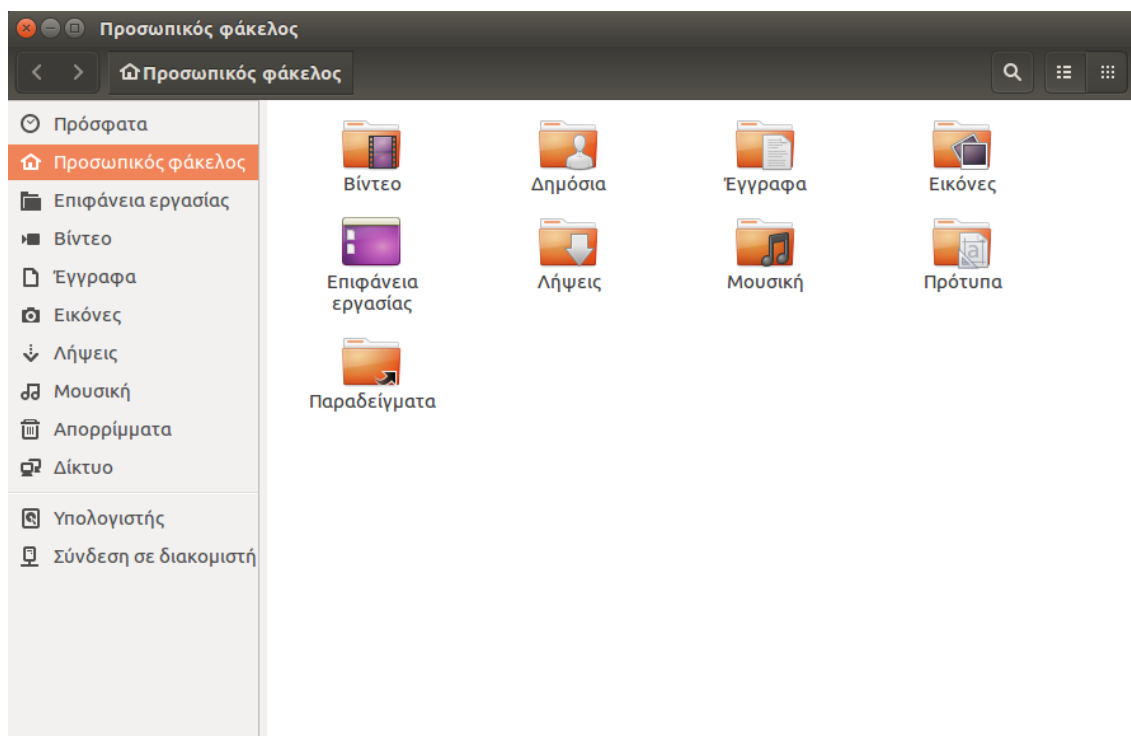 Προσωπικός φάκελος
Προσωπικός φάκελος
Πρόσφατα
Προσωπικός φάκελος
Επιφάνεια εργασίας
Βίντεο
Έγγραφα
Εικόνες
Λήψεις
Μουσική
Απορρίμματα
Δίκτυο
Υπολογιστής
Σύνδεση σε διακομιστή
Βίντεο Δημόσια Έγγραφα Εικόνες
Επιφάνεια
εργασίας
Λήψεις Μουσική Πρότυπα
Παραδείγματα